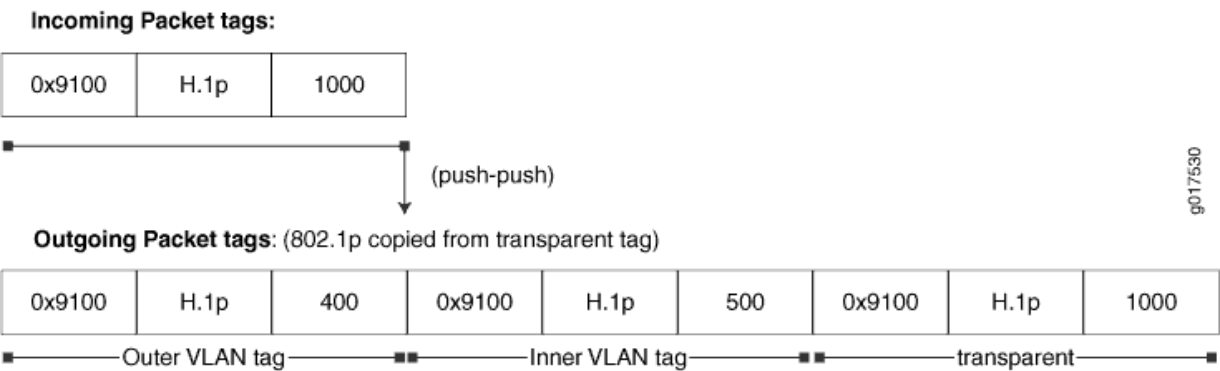 Incoming Packet tags:
0x9100 H.1p 1000
(push-push)
g017530
Outgoing Packet tags: (802.1p copied from transparent tag)
0x9100 H.1p 400 0x9100 H.1p 500 0x9100 H.1p 1000
Outer VLAN tag Inner VLAN tag transparent